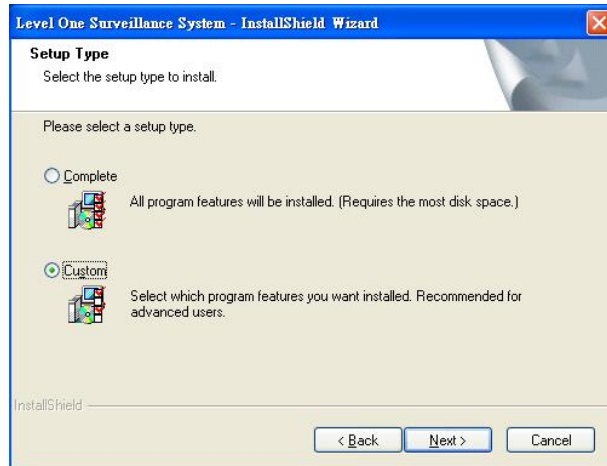 Level One Surveillance System - InstallShield Wizard
Setup Type
Select the setup type to install.
Please select a setup type.
Complete
All program features will be installed. (Requires the most disk space.)
Custom
Select which program features you want installed. Recommended for
advanced users.
InstallShield
< Back Next > Cancel